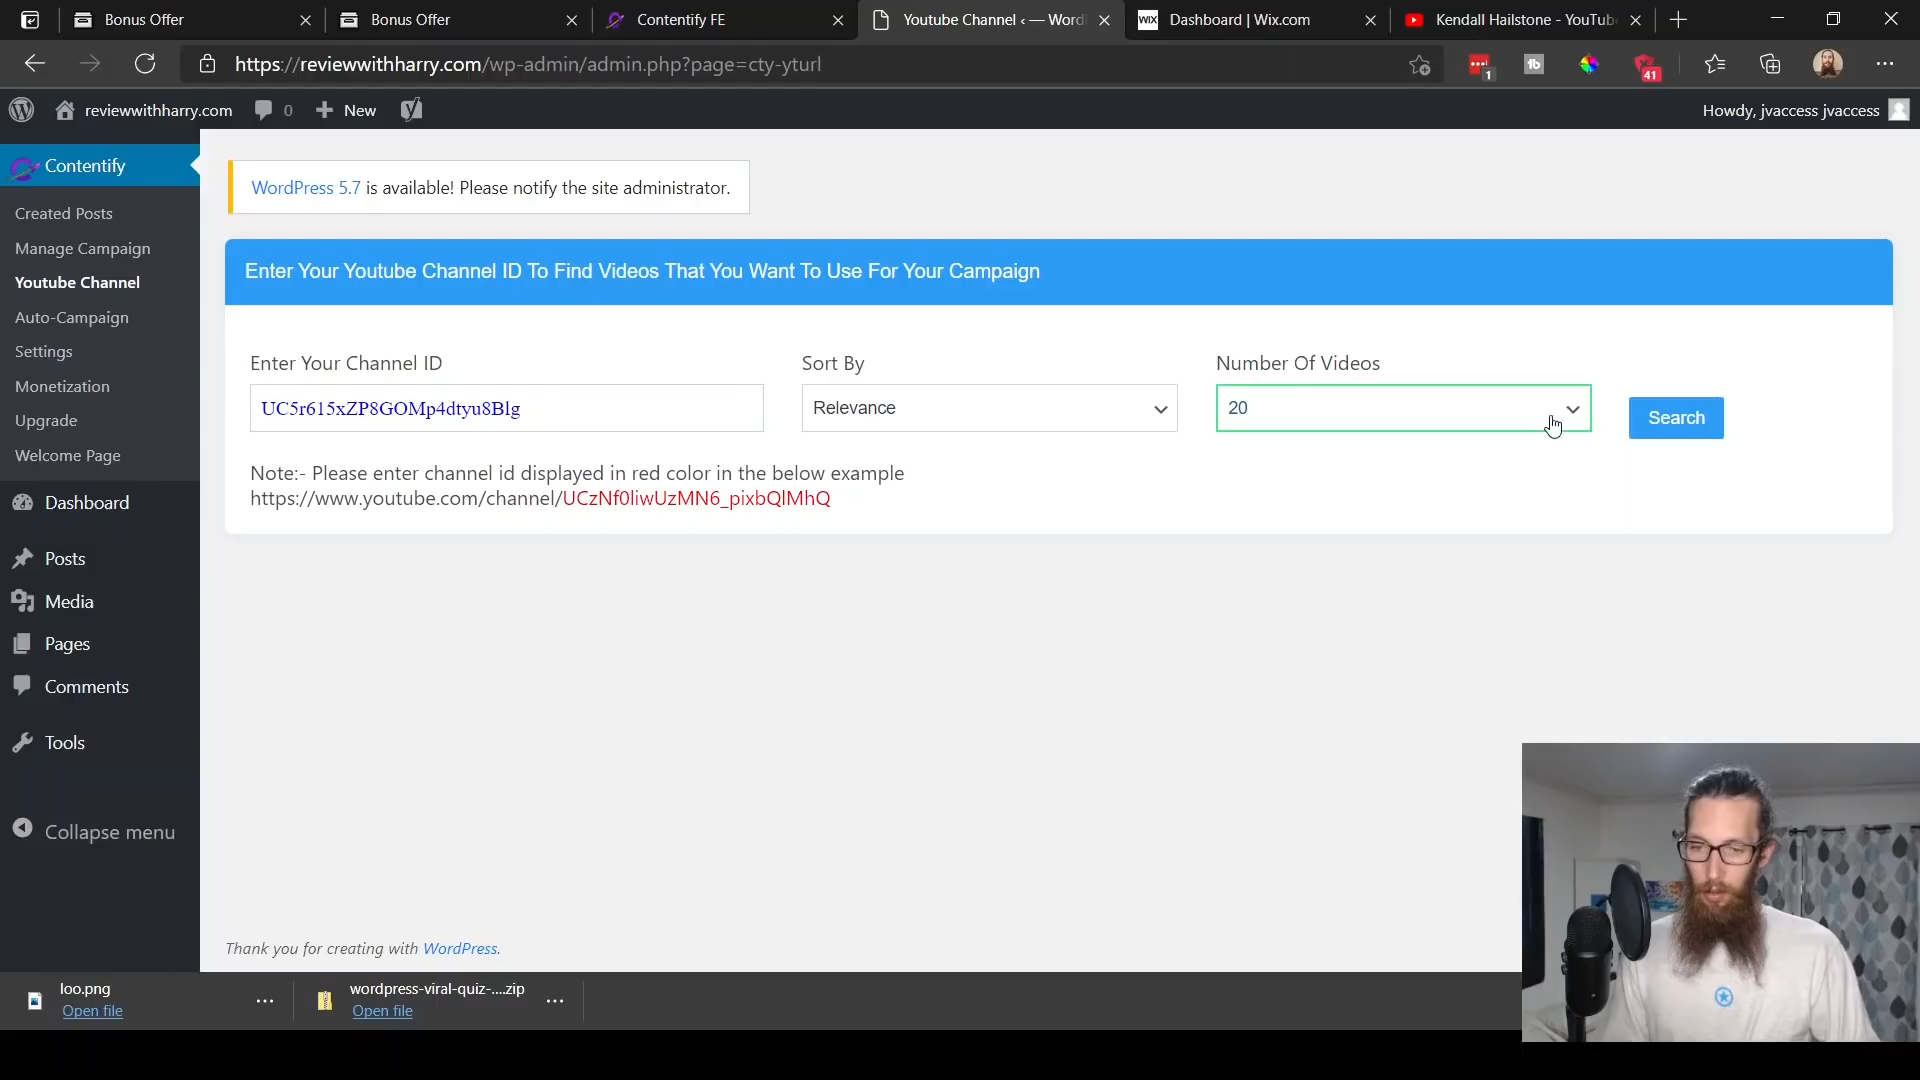 Bonus Offer
Bonus Offer
Contentify FE
Youtube Channel ‹ — Word
WIX Dashboard | Wix.com
Kendall Hailstone - YouTub
https://reviewwithharry.com/wp-admin/admin.php?page=cty-yturl
1
tb
41
reviewwithharry.com
0
New
Howdy, jvaccess jvaccess
Contentify
Created Posts
Manage Campaign
Youtube Channel
Auto-Campaign
Settings
Monetization
Upgrade
Welcome Page
Dashboard
Posts
Media
Pages
Comments
Tools
Collapse menu
WordPress 5.7 is available! Please notify the site administrator.
Enter Your Youtube Channel ID To Find Videos That You Want To Use For Your Campaign
Enter Your Channel ID
Sort By
Number Of Videos
UC5r615xZP8GOMp4dtyu8Blg
Relevance
20
Search
Note:- Please enter channel id displayed in red color in the below example
https://www.youtube.com/channel/UCzNf0liwUzMN6_pixbQlMhQ
Thank you for creating with WordPress.
loo.png
Open file
wordpress-viral-quiz-....zip
Open file